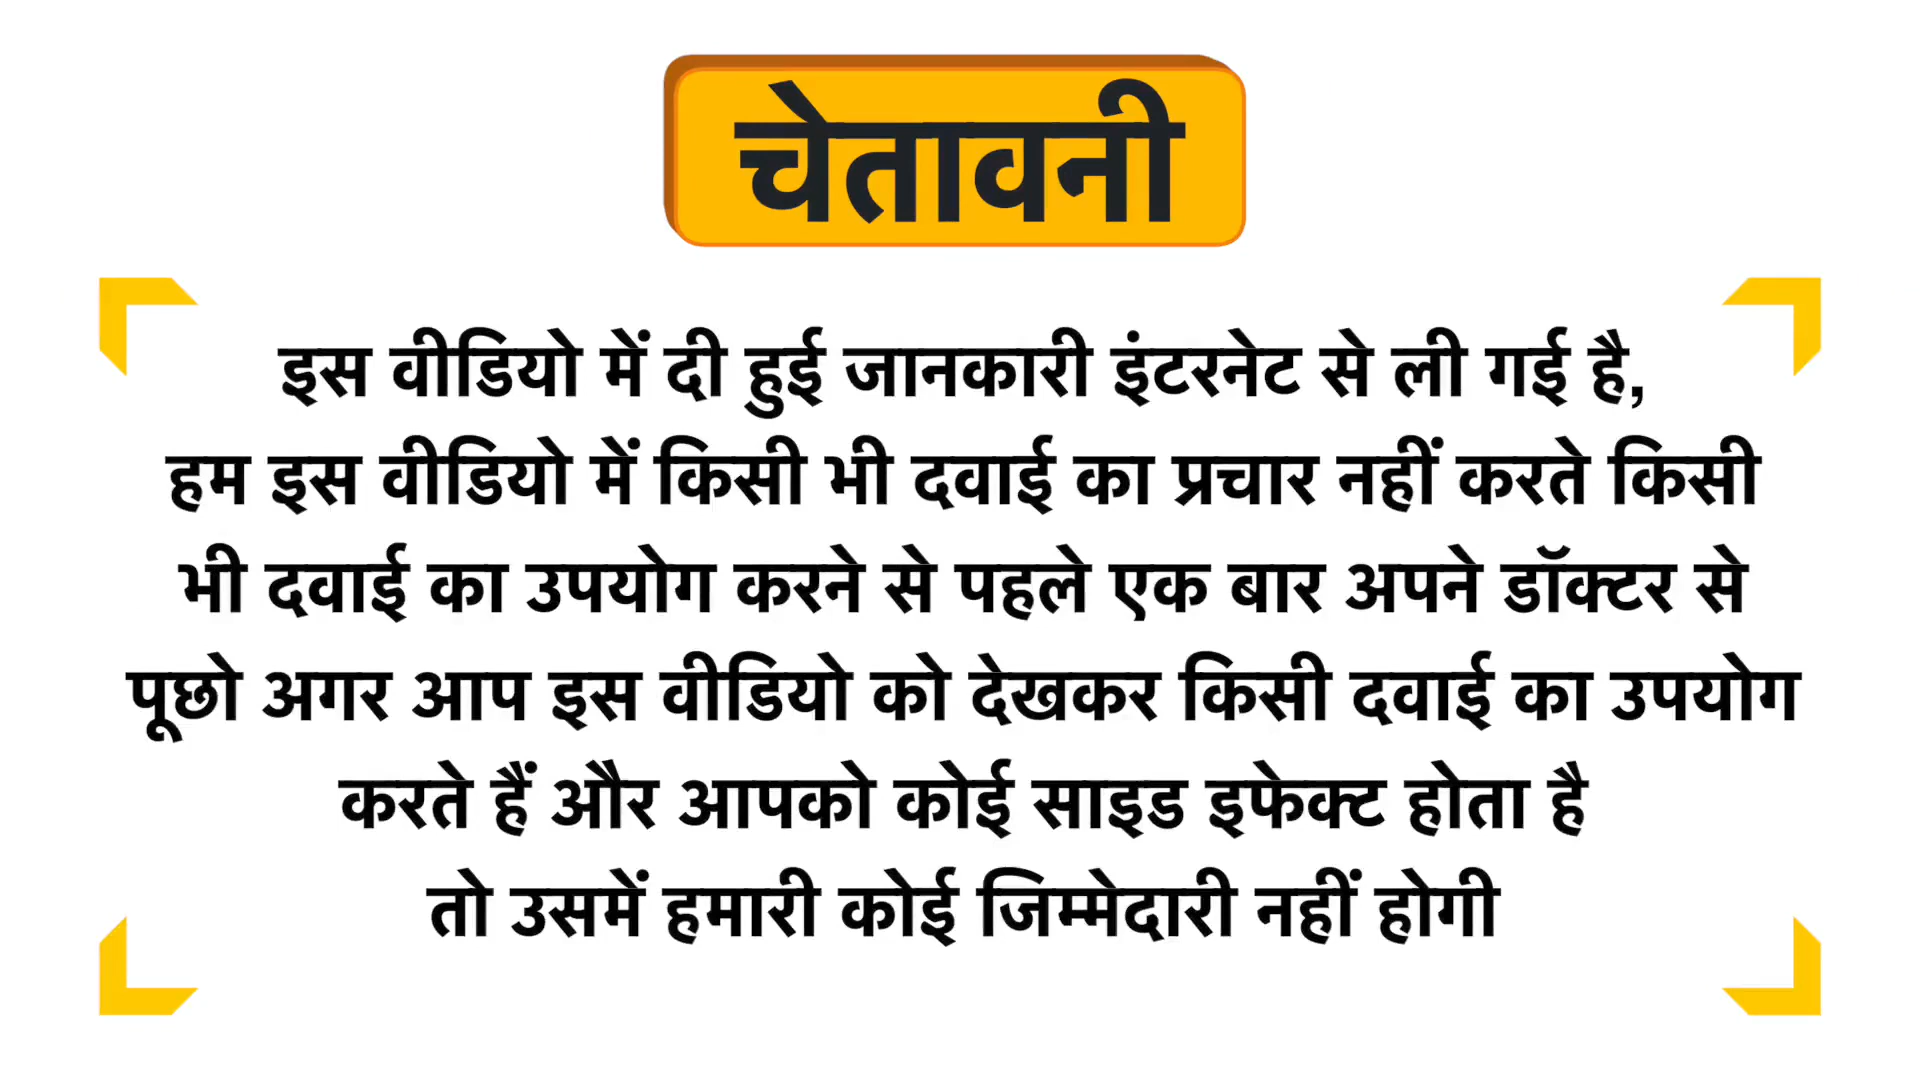 चेतावनी
इस वीडियो में दी हुई जानकारी इंटरनेट से ली गई है,
हम इस वीडियो में किसी भी दवाई का प्रचार नहीं करते किसी
भी दवाई का उपयोग करने से पहले एक बार अपने डॉक्टर से
पूछो अगर आप इस वीडियो को देखकर किसी दवाई का उपयोग
करते हैं और आपको कोई साइड इफेक्ट होता है
तो उसमें हमारी कोई जिम्मेदारी नहीं होगी